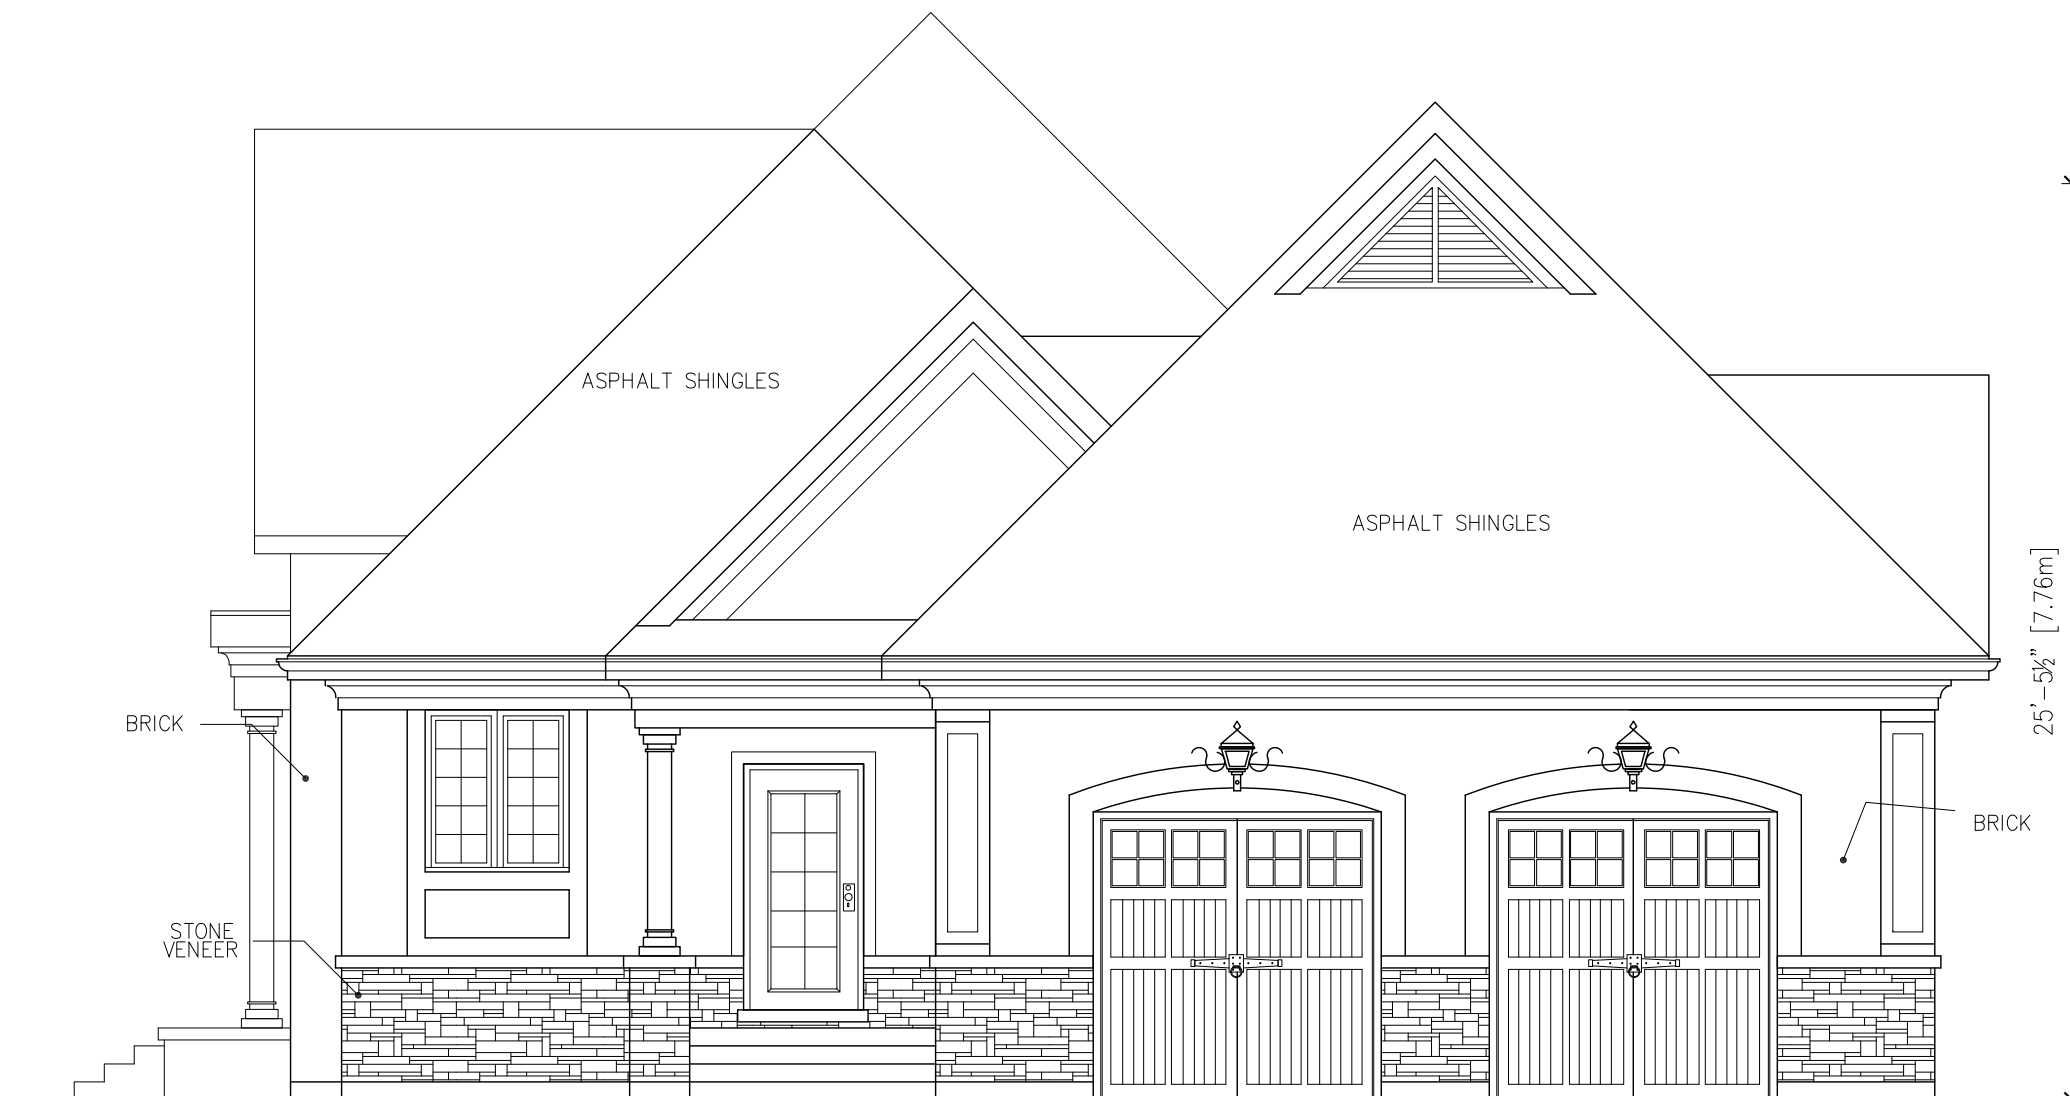 ASPHALT SHINGLES
ASPHALT SHINGLES
25'-5½" [7.76m]
BRICK
BRICK
STONE
VENEER